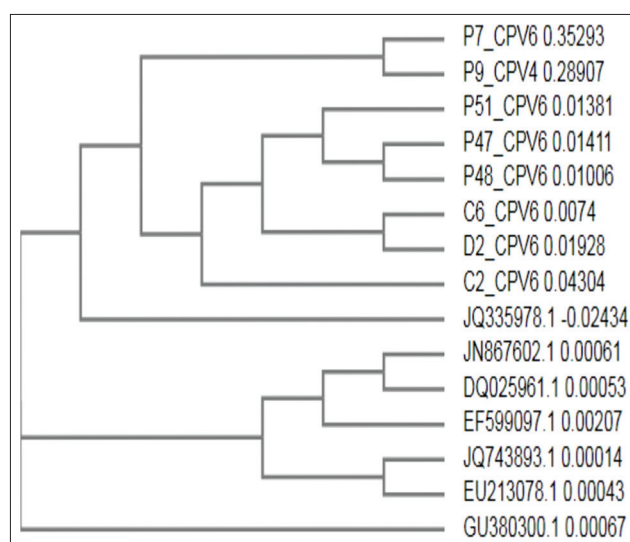 P7_CPV6 0.35293
P9_CPV4 0.28907
P51_CPV6 0.01381
P47_CPV6 0.01411
P48_CPV6 0.01006
C6_CPV6 0.0074
D2_CPV6 0.01928
C2_CPV6 0.04304
JQ335978.1 -0.02434
JN867602.1 0.00061
DQ025961.1 0.00053
EF599097.1 0.00207
JQ743893.1 0.00014
EU213078.1 0.00043
GU380300.1 0.00067